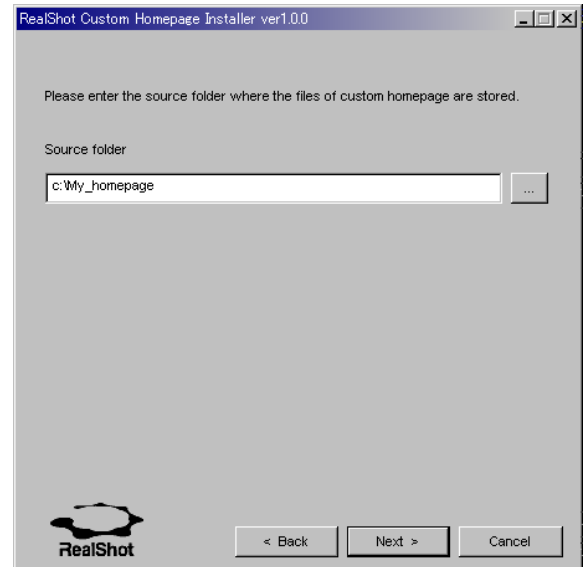 RealShot Custom Homepage Installer ver1.0.0
Please enter the source folder where the files of custom homepage are stored.
Source folder
c:\My_homepage
...
RealShot
< Back
Next >
Cancel